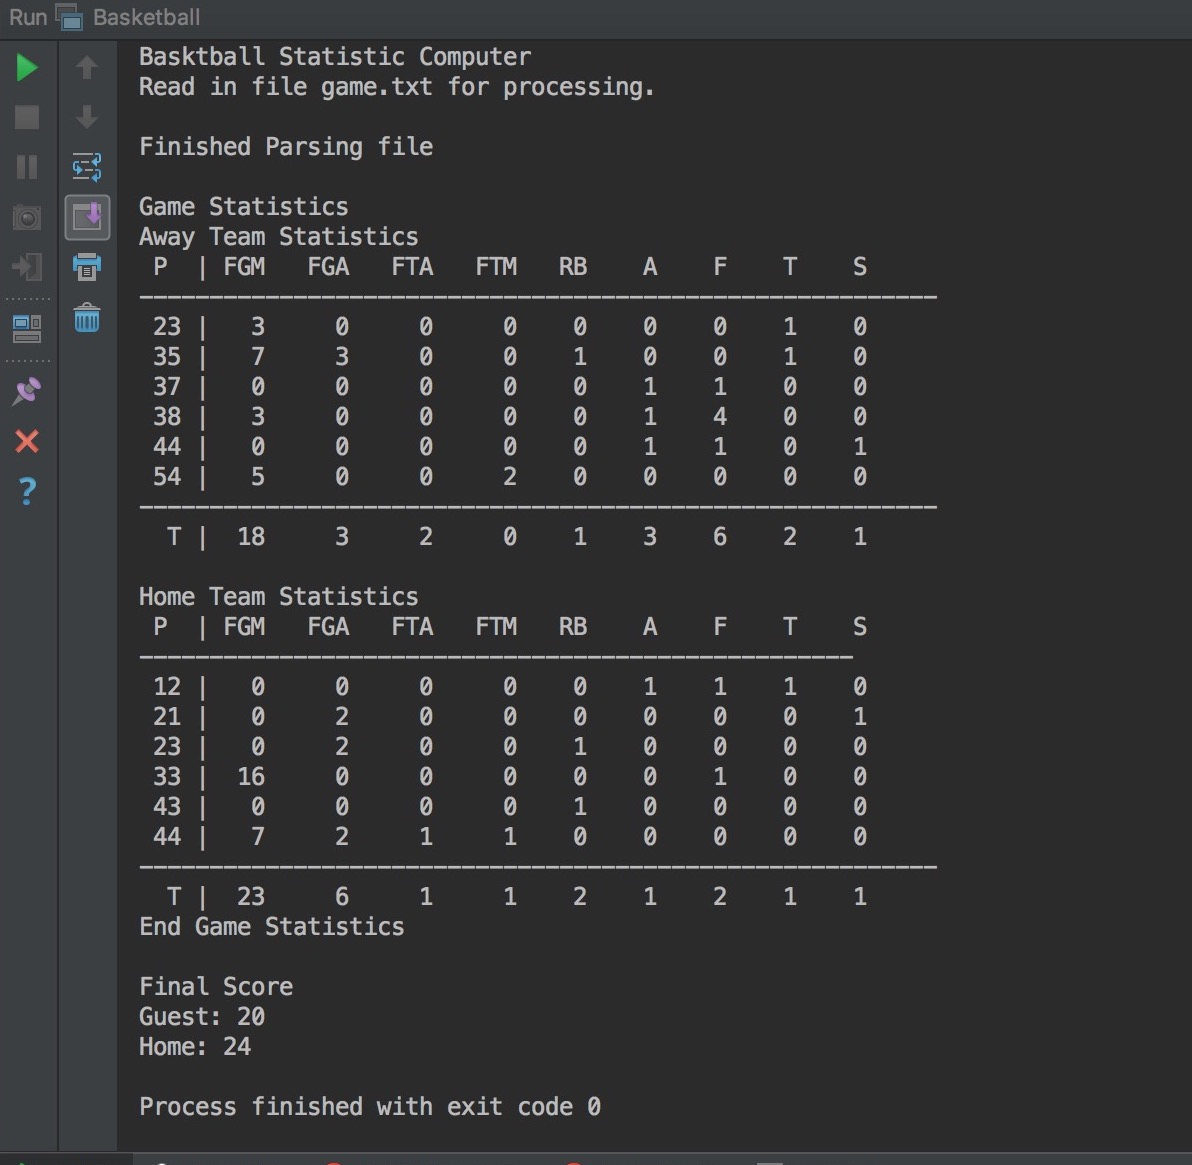 Run Basketball
Basktball Statistic Computer
Read in file game.txt for processing.
Finished Parsing file
Game Statistics
Away Team Statistics
P | FGM FGA FTA FTM RB A F T S
23 | 3 0 0 0 0 0 0 1 0
35 | 7 3 0 0 1 0 0 1 0
37 | 0 0 0 0 0 1 1 0 0
38 | 3 0 0 0 0 1 4 0 0
44 | 0 0 0 0 0 1 1 0 1
54 | 5 0 0 2 0 0 0 0 0
T | 18 3 2 0 1 3 6 2 1
Home Team Statistics
P | FGM FGA FTA FTM RB A F T S
12 | 0 0 0 0 0 1 1 1 0
21 | 0 2 0 0 0 0 0 0 1
23 | 0 2 0 0 1 0 0 0 0
33 | 16 0 0 0 0 0 1 0 0
43 | 0 0 0 0 1 0 0 0 0
44 | 7 2 1 1 0 0 0 0 0
T | 23 6 1 1 2 1 2 1 1
End Game Statistics
Final Score
Guest: 20
Home: 24
Process finished with exit code 0